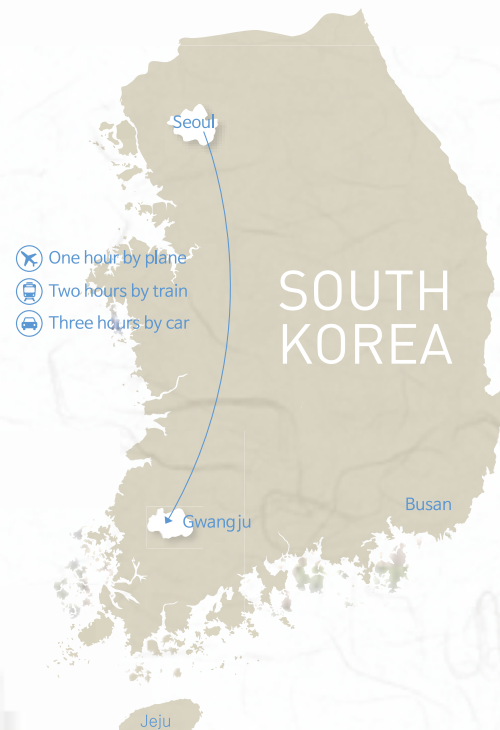 Seoul
One hour by plane
Two hours by train
Three hours by car
SOUTH
KOREA
Busan
Gwangju
Jeju